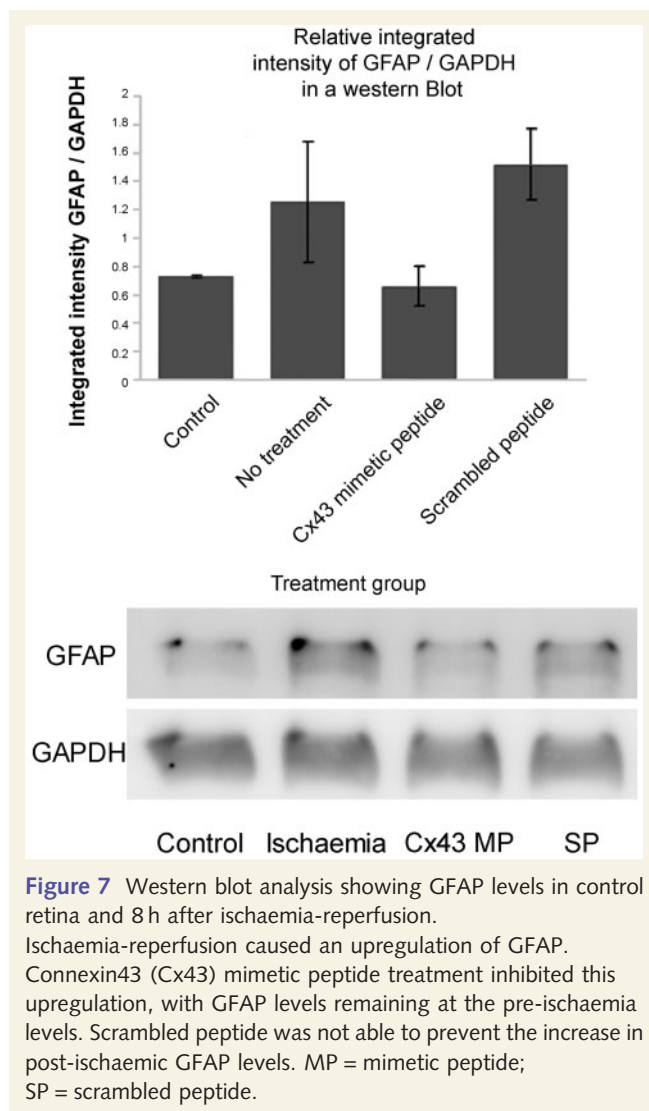 Relative integrated
intensity of GFAP / GAPDH
in a western Blot
Integrated intensity GFAP / GAPDH
2
1.8
1.6
1.4
1.2
1
0.8
0.6
0.4
0.2
0
Control
No treatment
Cx43 mimetic peptide
Scrambled peptide
Treatment group
GFAP
GAPDH
Control Ischaemia Cx43 MP SP
Figure 7 Western blot analysis showing GFAP levels in control
retina and 8 h after ischaemia-reperfusion.
Ischaemia-reperfusion caused an upregulation of GFAP.
Connexin43 (Cx43) mimetic peptide treatment inhibited this
upregulation, with GFAP levels remaining at the pre-ischaemia
levels. Scrambled peptide was not able to prevent the increase in
post-ischaemic GFAP levels. MP = mimetic peptide;
SP = scrambled peptide.